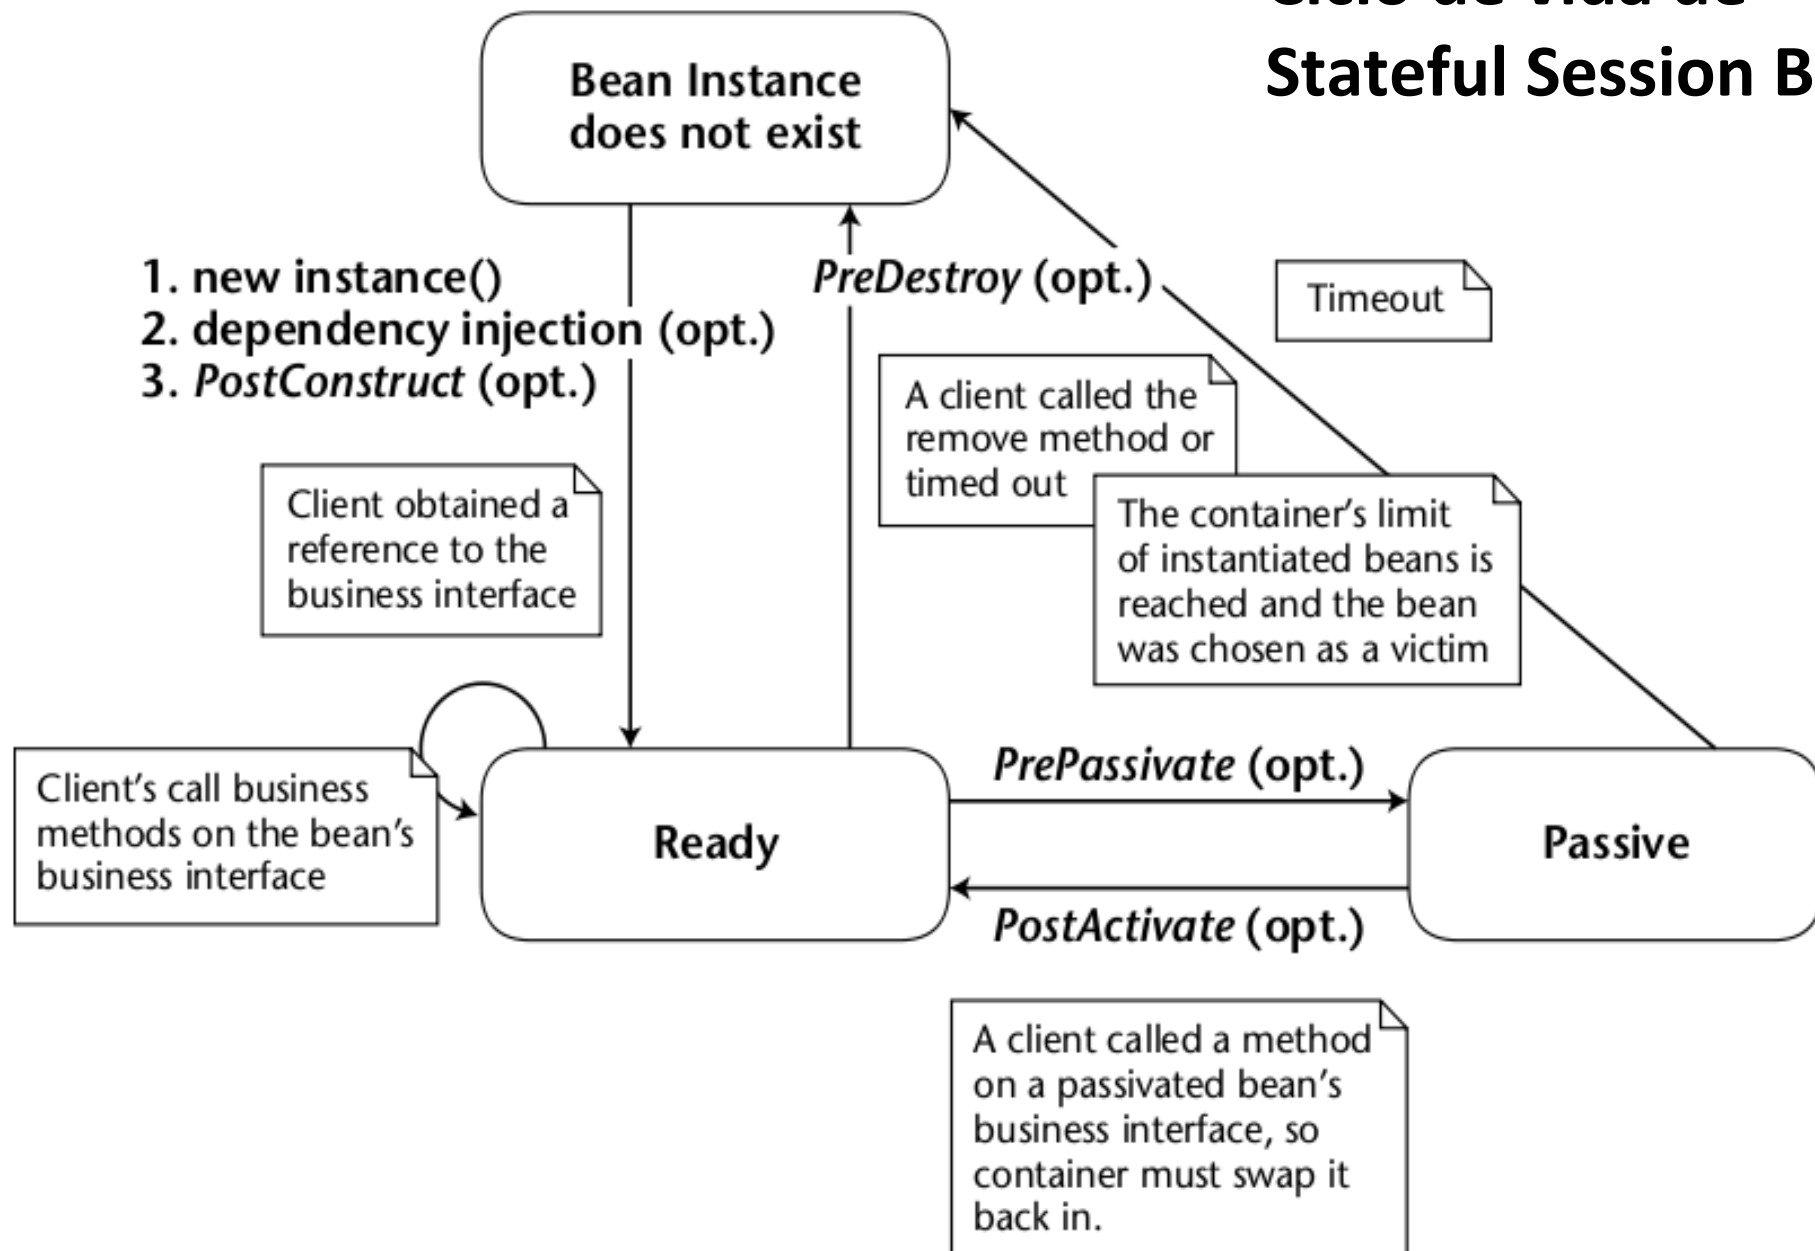 Ciclo de vida de
Stateful Session B
Bean Instance
does not exist
1. new instance()
2. dependency injection (opt.)
3. PostConstruct (opt.)
PreDestroy (opt.)
Timeout
A client called the
remove method or
timed out
Client obtained a
reference to the
business interface
The container’s limit
of instantiated beans is
reached and the bean
was chosen as a victim
Client’s call business
methods on the bean’s
business interface
Ready
PrePassivate (opt.)
Passive
PostActivate (opt.)
A client called a method
on a passivated bean’s
business interface, so
container must swap it
back in.